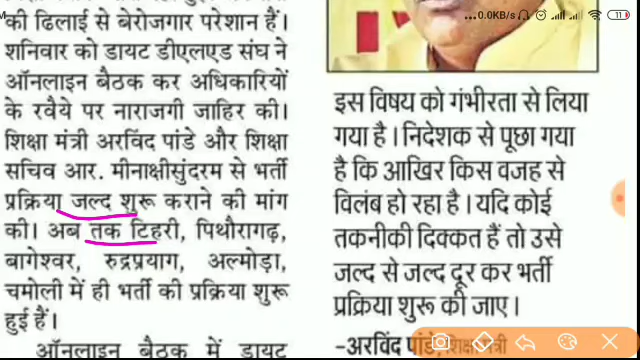 ...0.0KB/s
11
की ढिलाई से बेरोजगार परेशान हैं।
शनिवार को डायट डीएलएड संघ ने
ऑनलाइन बैठक कर अधिकारियों
के रवैये पर नाराजगी जाहिर की।
शिक्षा मंत्री अरविंद पांडे और शिक्षा
सचिव आर. मीनाक्षीसुंदरम से भर्ती
प्रक्रिया जल्द शुरू कराने की मांग
की। अब तक टिहरी, पिथौरागढ़,
बागेश्वर, रुद्रप्रयाग, अल्मोड़ा,
चमोली में ही भर्ती की प्रक्रिया शुरू
हुई हैं।
ऑनलाइन बैठक में डायट
इस विषय को गंभीरता से लिया
गया है। निदेशक से पूछा गया
है कि आखिर किस वजह से
विलंब हो रहा है। यदि कोई
तकनीकी दिक्कत हैं तो उसे
जल्द से जल्द दूर कर भर्ती
प्रक्रिया शुरू की जाए।
-अरविंद पांडे, शिक्षा मंत्री